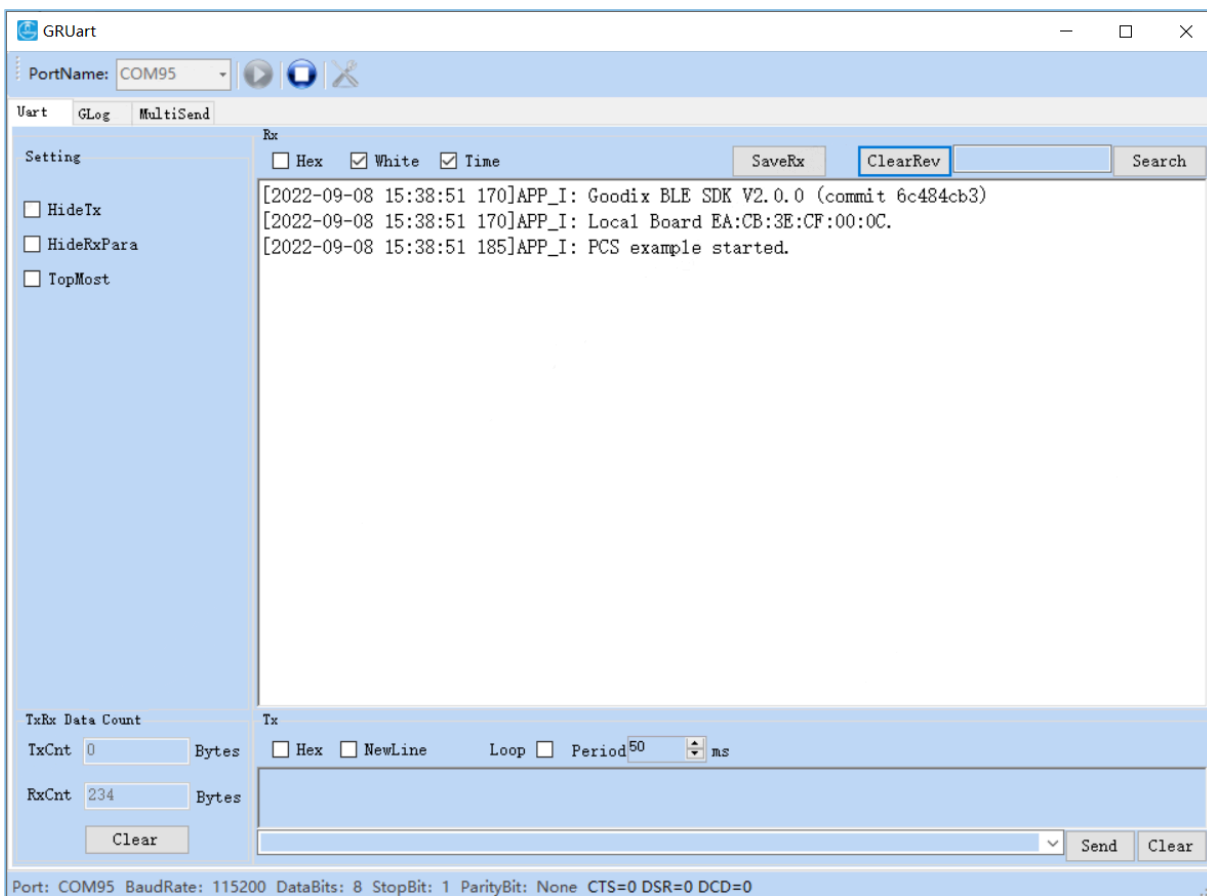 GRUart
PortName: COM95
Uart GLog MultiSend
Setting
HideTx
HideRxPara
TopMost
Rx
Hex White Time SaveRx ClearRev Search
[2022-09-08 15:38:51 170]APP_I: Goodix BLE SDK V2.0.0 (commit 6c484cb3)
[2022-09-08 15:38:51 170]APP_I: Local Board EA:CB:3E:CF:00:0C.
[2022-09-08 15:38:51 185]APP_I: PCS example started.
TxRx Data Count
TxCnt 0 Bytes
RxCnt 234 Bytes
Clear
Tx
Hex NewLine Loop Period 50 ms
Send Clear
Port: COM95 BaudRate: 115200 DataBits: 8 StopBit: 1 ParityBit: None CTS=0 DSR=0 DCD=0